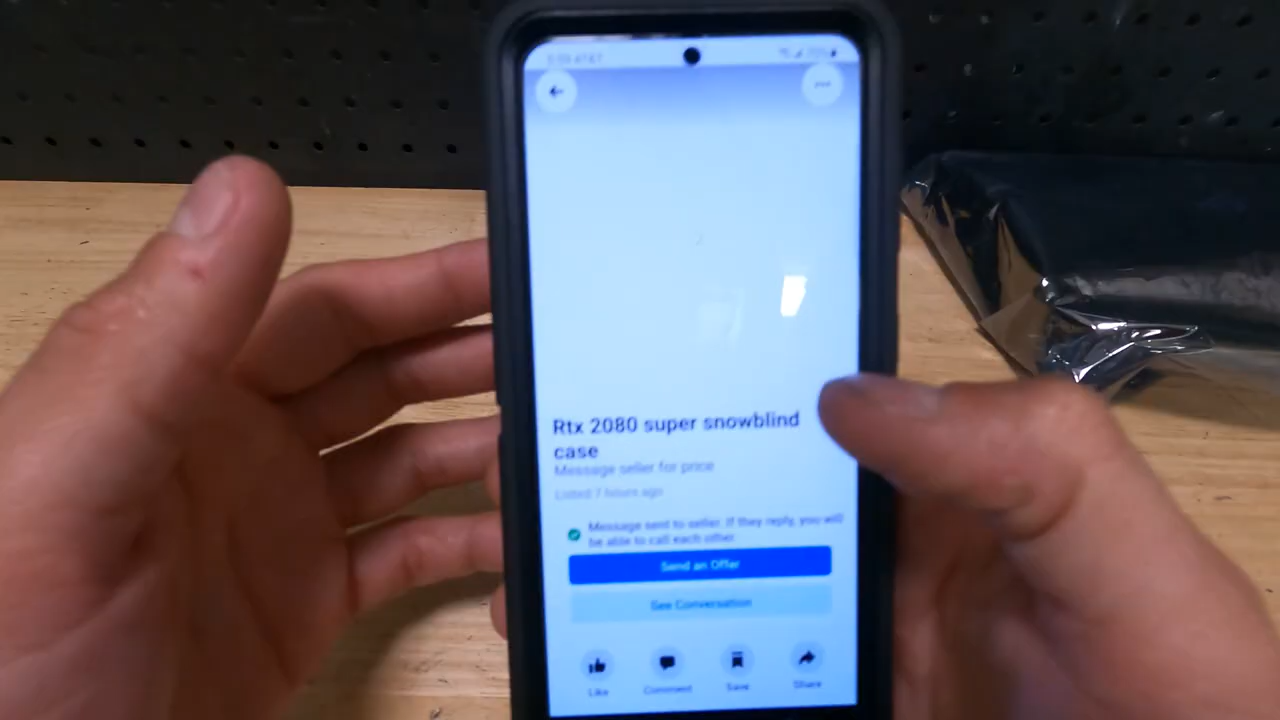 Rtx 2080 super snowblind
case
Message seller for price
Listed 7 hours ago
Message sent to seller. If they reply, you will
be able to call each other.
Send an Offer
See Conversation
Like
Comment
Save
Share